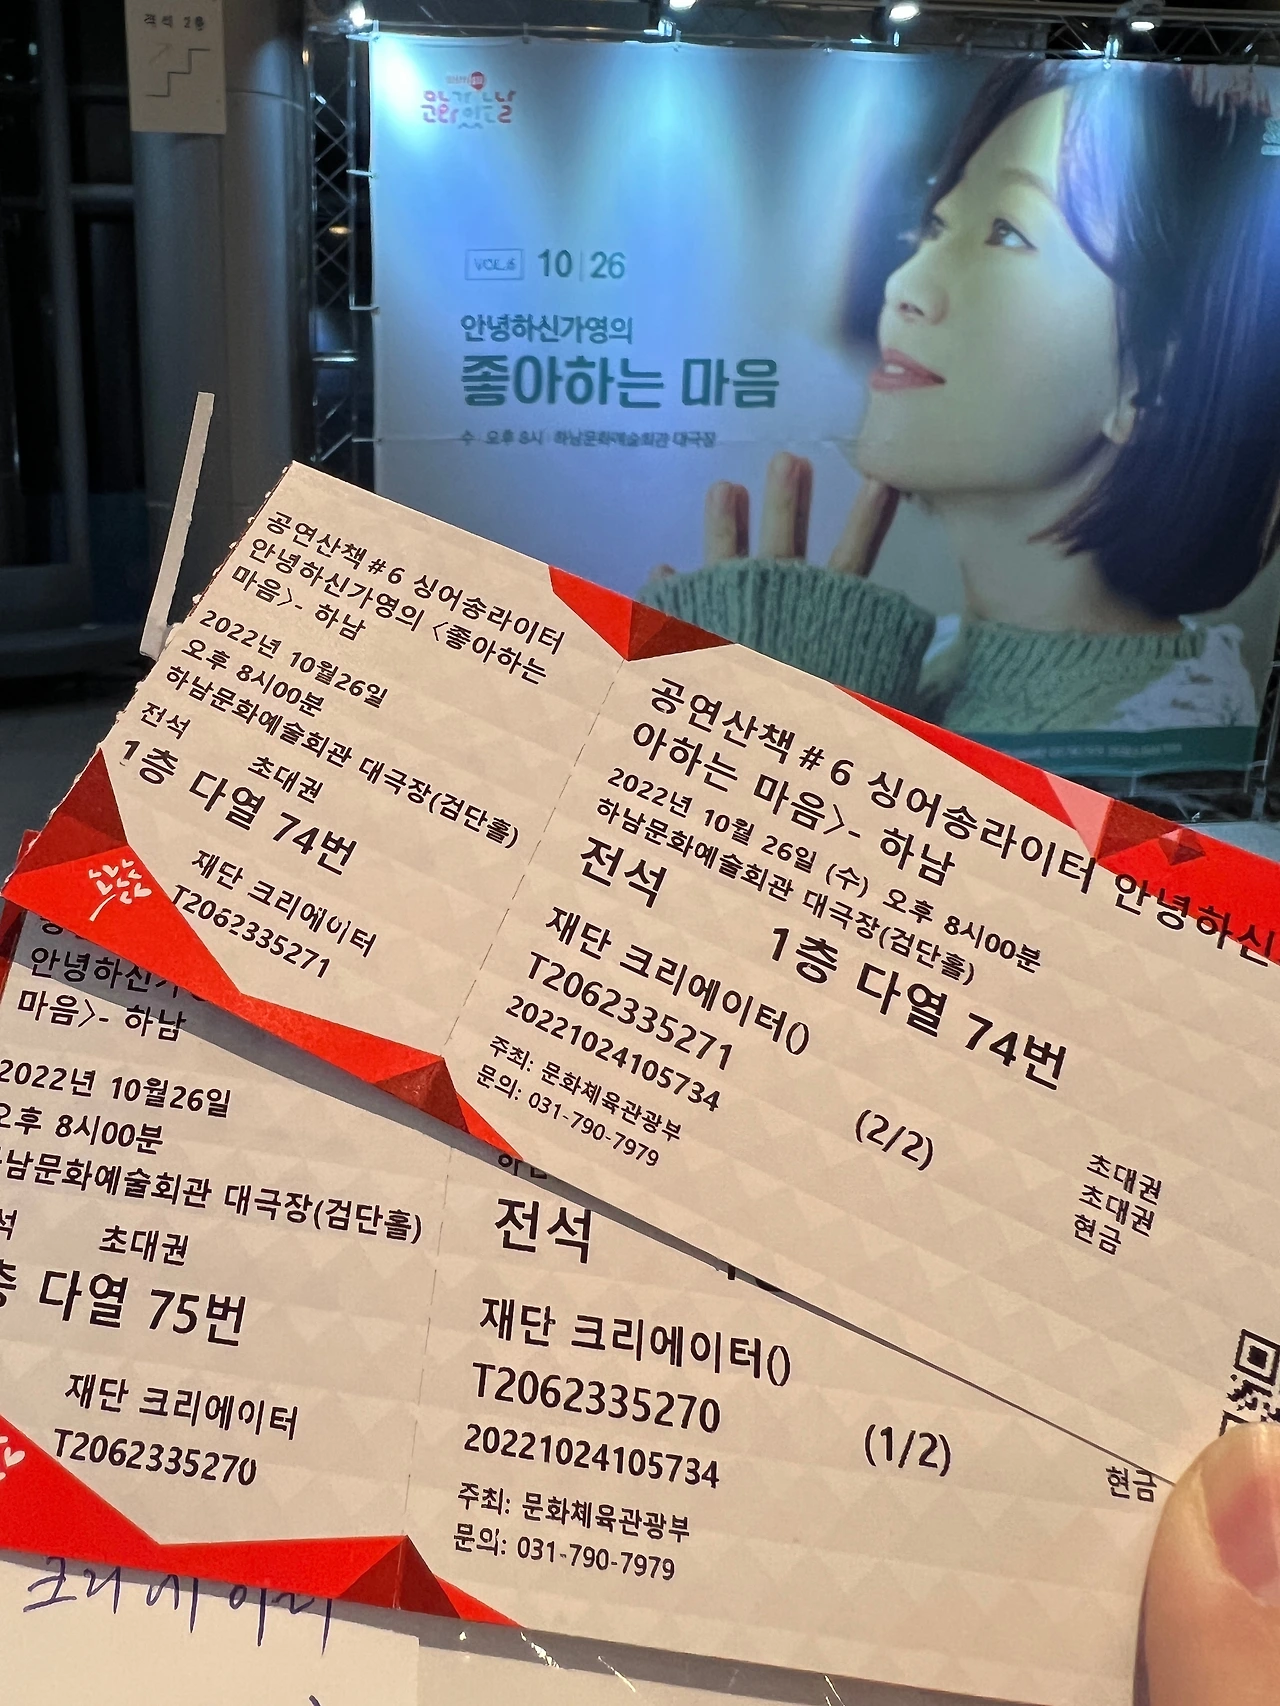 객석 2층
문화가 있는 날
VOL.6 10 | 26
안녕하신가영의
좋아하는 마음
수 오후 8시 하남문화예술회관 대극장
공연산책#6 싱어송라이터
안녕하신가영의 <좋아하는
마음>- 하남
2022년 10월26일
오후 8시00분
하남문화예술회관 대극장(검단홀)
전석
초대권
1층 다열 74번
재단 크리에이터
T2062335271
공연산책#6 싱어송라이터 안녕하신
아하는 마음>- 하남
2022년 10월 26일 (수) 오후 8시00분
하남문화예술회관 대극장(검단홀)
전석
1층 다열 74번
재단 크리에이터()
T2062335271
20221024105734
(2/2)
주최: 문화체육관광부
문의: 031-790-7979
초대권
초대권
현금
안녕하신가
마음>- 하남
2022년 10월26일
오후 8시00분
하남문화예술회관 대극장(검단홀)
석
초대권
층 다열 75번
재단 크리에이터
T2062335270
전석
재단 크리에이터()
T2062335270
20221024105734
(1/2)
주최: 문화체육관광부
문의: 031-790-7979
현금
크리에이터